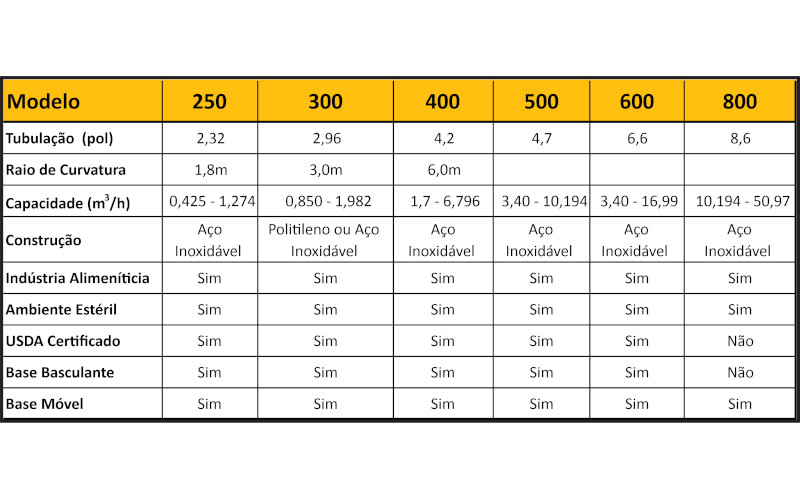 Modelo 250 300 400 500 600 800
Tubulação (pol) 2,32 2,96 4,2 4,7 6,6 8,6
Raio de Curvatura 1,8m 3,0m 6,0m
Capacidade (m³/h) 0,425 - 1,274 0,850 - 1,982 1,7 - 6,796 3,40 - 10,194 3,40 - 16,99 10,194 - 50,97
Construção Aço Inoxidável Politileno ou Aço Inoxidável Aço Inoxidável Aço Inoxidável Aço Inoxidável Aço Inoxidável
Indústria Alimeníticia Sim Sim Sim Sim Sim Sim
Ambiente Estéril Sim Sim Sim Sim Sim Sim
USDA Certificado Sim Sim Sim Sim Sim Não
Base Basculante Sim Sim Sim Sim Sim Não
Base Móvel Sim Sim Sim Sim Sim Sim